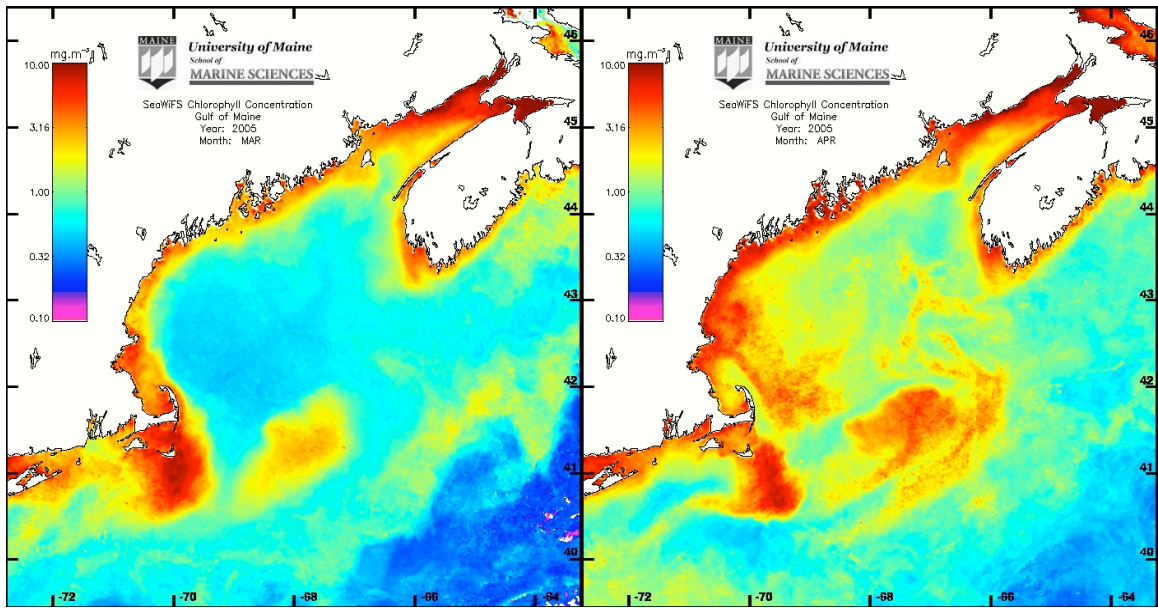 mg.m⁻³
10.00
3.16
1.00
0.32
0.10
MAINE
University of Maine
School of
MARINE SCIENCES
SeaWiFS Chlorophyll Concentration
Gulf of Maine
Year: 2005
Month: MAR
46
45
44
43
42
41
40
-72
-70
-68
-66
-64
mg.m⁻³
10.00
3.16
1.00
0.32
0.10
MAINE
University of Maine
School of
MARINE SCIENCES
SeaWiFS Chlorophyll Concentration
Gulf of Maine
Year: 2005
Month: APR
46
45
44
43
42
41
40
-72
-70
-68
-66
-64